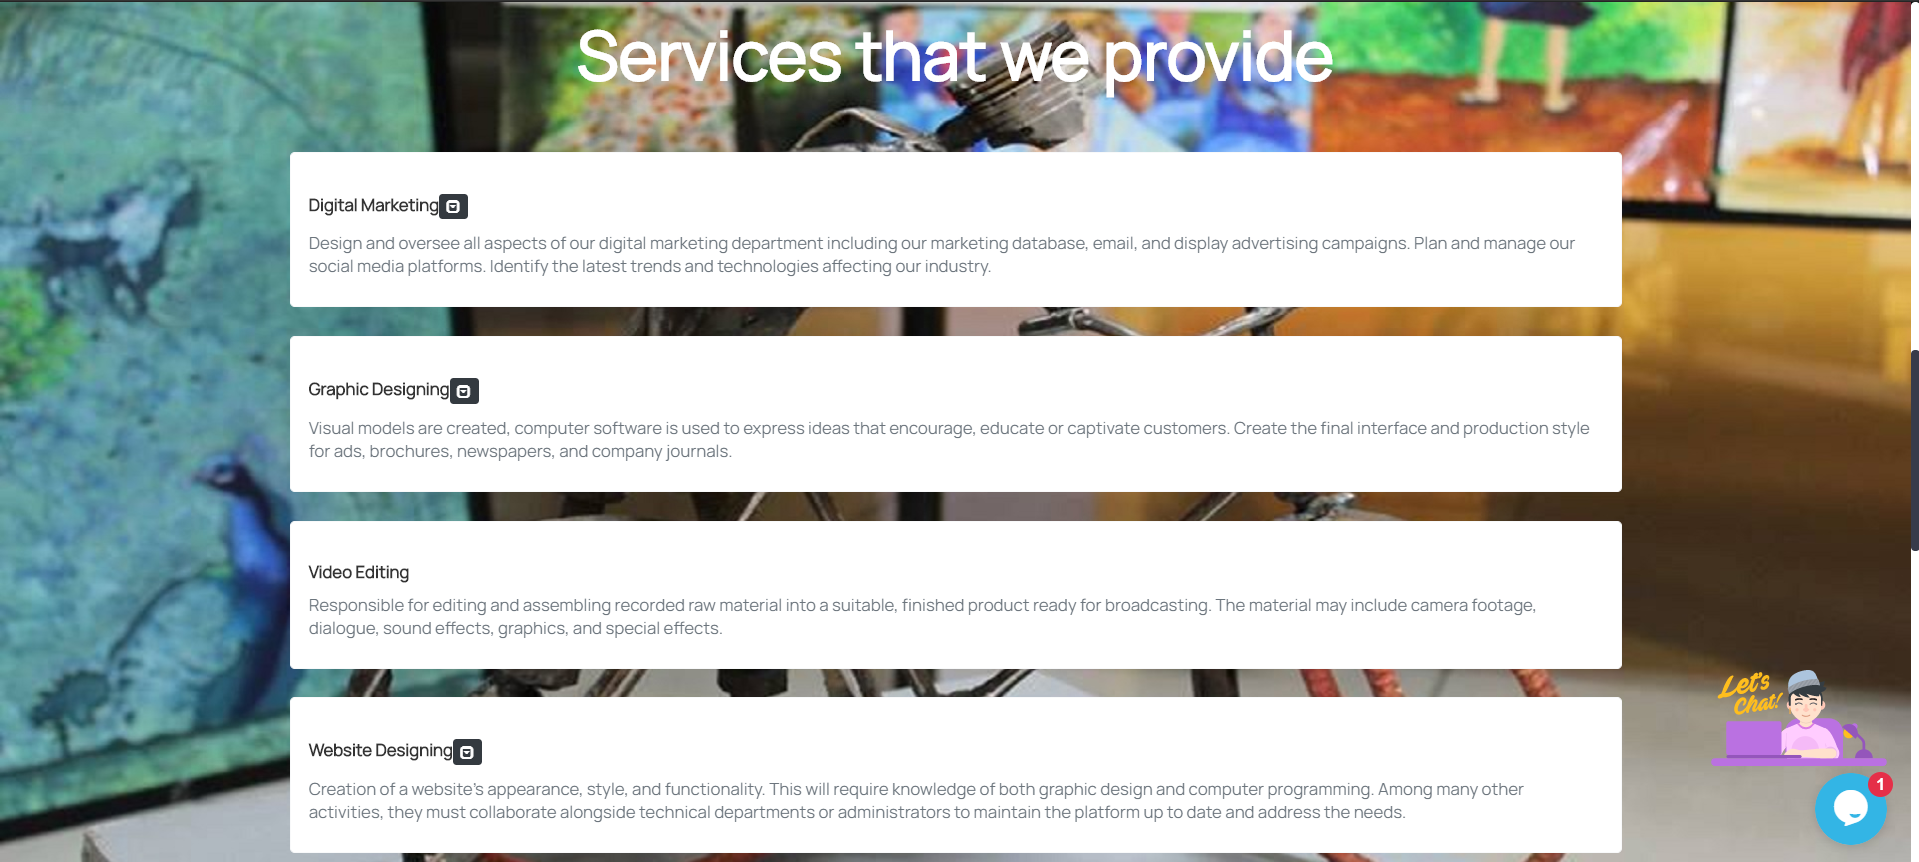 Services that we provide
Digital Marketing
Design and oversee all aspects of our digital marketing department including our marketing database, email, and display advertising campaigns. Plan and manage our
social media platforms. Identify the latest trends and technologies affecting our industry.
Graphic Designing
Visual models are created, computer software is used to express ideas that encourage, educate or captivate customers. Create the final interface and production style
for ads, brochures, newspapers, and company journals.
Video Editing
Responsible for editing and assembling recorded raw material into a suitable, finished product ready for broadcasting. The material may include camera footage,
dialogue, sound effects, graphics, and special effects.
Website Designing
Creation of a website's appearance, style, and functionality. This will require knowledge of both graphic design and computer programming. Among many other
activities, they must collaborate alongside technical departments or administrators to maintain the platform up to date and address the needs.
Let's
Chat!
1